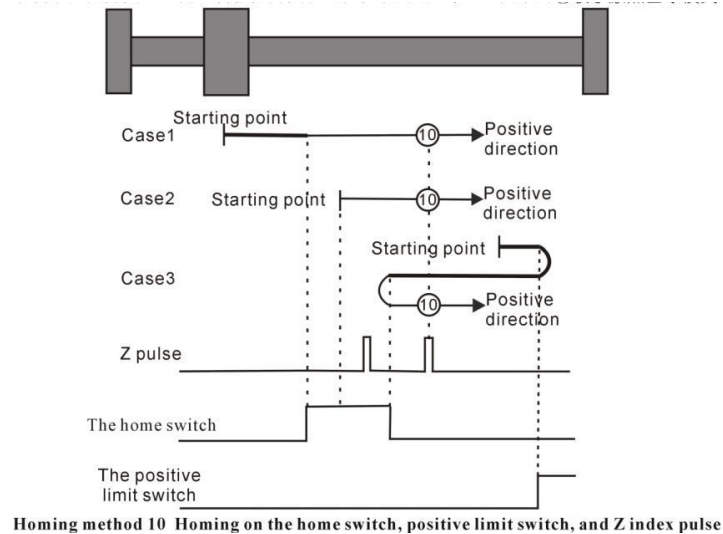 Starting point
Case1
10
Positive
direction
Case2
Starting point
10
Positive
direction
Starting point
Case3
10
Positive
direction
Z pulse
The home switch
The positive
limit switch
Homing method 10 Homing on the home switch, positive limit switch, and Z index pulse